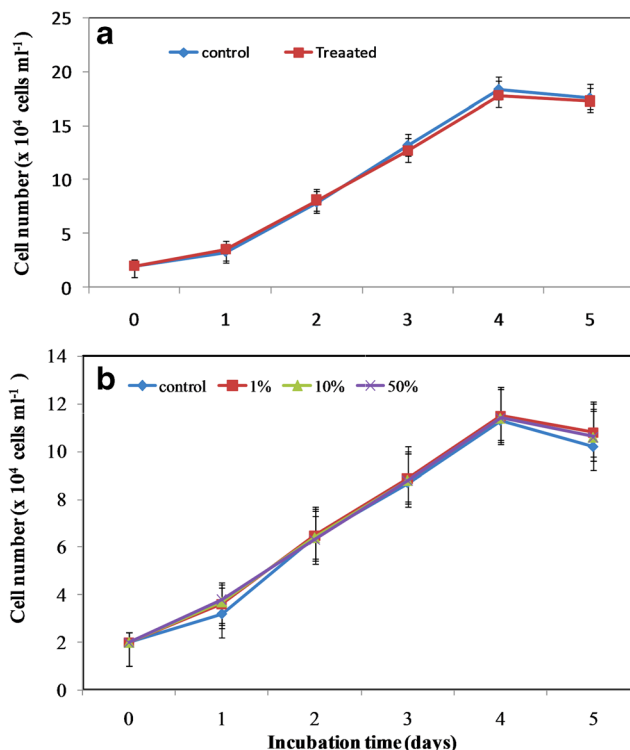 a
control Treaated
25
20
15
10
5
0
Cell number (x 10⁴ cells ml⁻¹)
0 1 2 3 4 5
b
control 1% 10% 50%
14
12
10
8
6
4
2
0
Cell number (x 10⁴ cells ml⁻¹)
0 1 2 3 4 5
Incubation time (days)